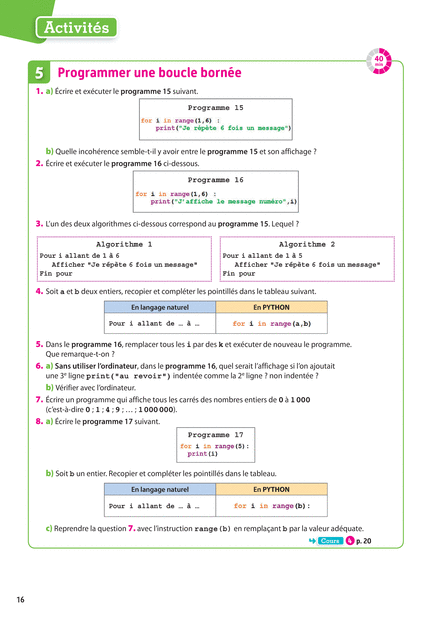 Activités
40
min
5 Programmer une boucle bornée
1. a) Écrire et exécuter le programme 15 suivant.
Programme 15
for i in range(1,6) :
print("Je répète 6 fois un message")
b) Quelle incohérence semble-t-il y avoir entre le programme 15 et son affichage ?
2. Écrire et exécuter le programme 16 ci-dessous.
Programme 16
for i in range(1,6) :
print("J'affiche le message numéro",i)
3. L'un des deux algorithmes ci-dessous correspond au programme 15. Lequel ?
Algorithme 1
Pour i allant de 1 à 6
Afficher "Je répète 6 fois un message"
Fin pour
Algorithme 2
Pour i allant de 1 à 5
Afficher "Je répète 6 fois un message"
Fin pour
4. Soit a et b deux entiers, recopier et compléter les pointillés dans le tableau suivant.
En langage naturel En PYTHON
Pour i allant de … à … for i in range(a,b)
5. Dans le programme 16, remplacer tous les i par des k et exécuter de nouveau le programme.
Que remarque-t-on ?
6. a) Sans utiliser l'ordinateur, dans le programme 16, quel serait l'affichage si l'on ajoutait
une 3e ligne print("au revoir") indentée comme la 2e ligne ? non indentée ?
b) Vérifier avec l'ordinateur.
7. Écrire un programme qui affiche tous les carrés des nombres entiers de 0 à 1 000
(c'est-à-dire 0 ; 1 ; 4 ; 9 ; … ; 1 000 000).
8. a) Écrire le programme 17 suivant.
Programme 17
for i in range(5):
print(i)
b) Soit b un entier. Recopier et compléter les pointillés dans le tableau.
En langage naturel En PYTHON
Pour i allant de … à … for i in range(b):
c) Reprendre la question 7. avec l'instruction range(b) en remplaçant b par la valeur adéquate.
Cours 4 p. 20
16